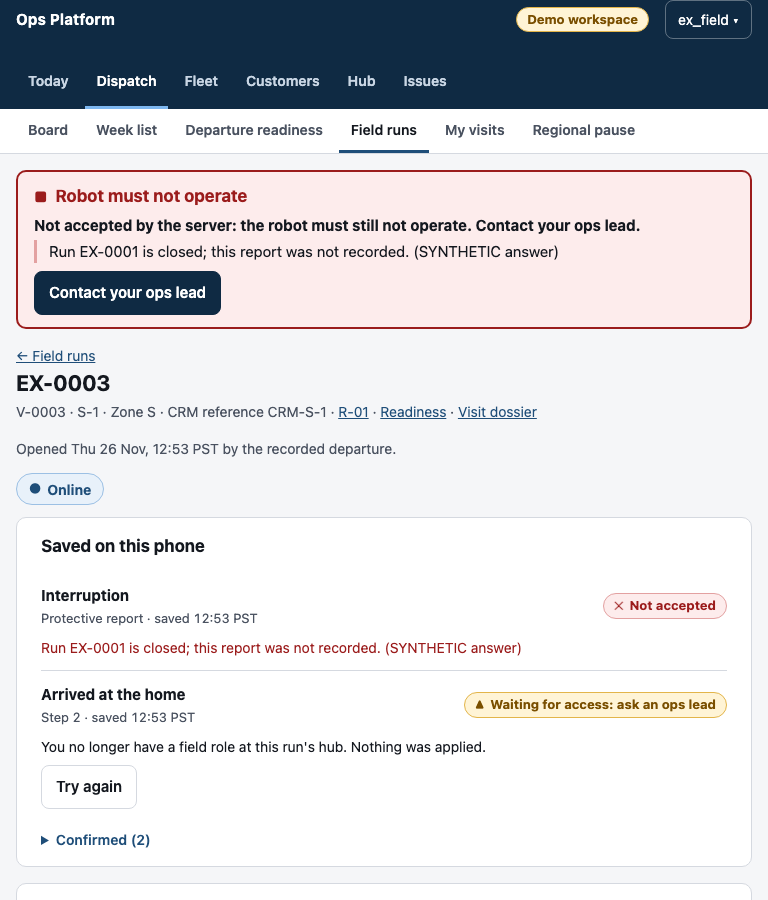 Ops Platform
Demo workspace
ex_field ▾
Today Dispatch Fleet Customers Hub Issues
Board Week list Departure readiness Field runs My visits Regional pause
Robot must not operate
Not accepted by the server: the robot must still not operate. Contact your ops lead.
Run EX-0001 is closed; this report was not recorded. (SYNTHETIC answer)
Contact your ops lead
← Field runs
EX-0003
V-0003 · S-1 · Zone S · CRM reference CRM-S-1 · R-01 · Readiness · Visit dossier
Opened Thu 26 Nov, 12:53 PST by the recorded departure.
Online
Saved on this phone
Interruption
Protective report · saved 12:53 PST
× Not accepted
Run EX-0001 is closed; this report was not recorded. (SYNTHETIC answer)
Arrived at the home
Step 2 · saved 12:53 PST
▲ Waiting for access: ask an ops lead
You no longer have a field role at this run's hub. Nothing was applied.
Try again
▶ Confirmed (2)